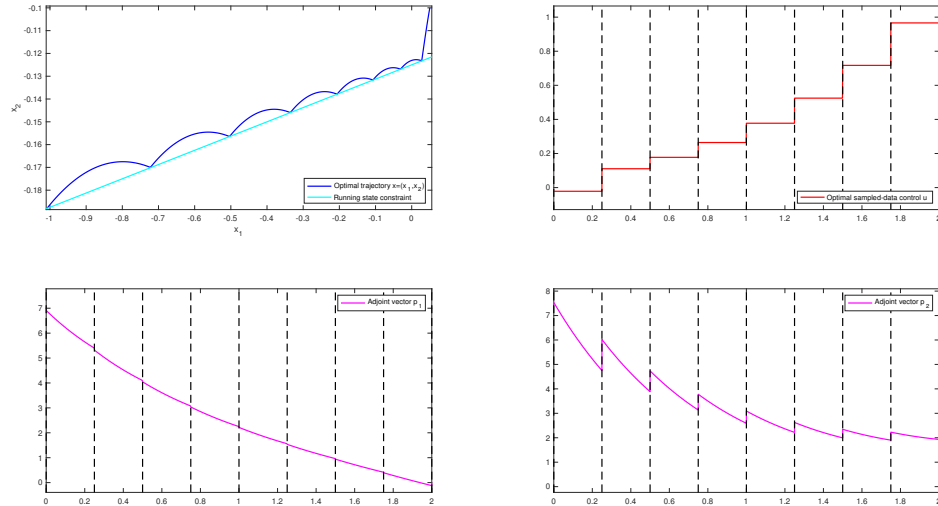 -0.1
-0.11
-0.12
-0.13
-0.14
-0.15
-0.16
-0.17
-0.18
x2
-1 -0.9 -0.8 -0.7 -0.6 -0.5 -0.4 -0.3 -0.2 -0.1 0
x1
Optimal trajectory x=(x1,x2)
Running state constraint
1
0.8
0.6
0.4
0.2
0
0 0.2 0.4 0.6 0.8 1 1.2 1.4 1.6 1.8 2
Optimal sampled-data control u
7
6
5
4
3
2
1
0
0 0.2 0.4 0.6 0.8 1 1.2 1.4 1.6 1.8 2
Adjoint vector p1
8
7
6
5
4
3
2
1
0
0 0.2 0.4 0.6 0.8 1 1.2 1.4 1.6 1.8 2
Adjoint vector p2